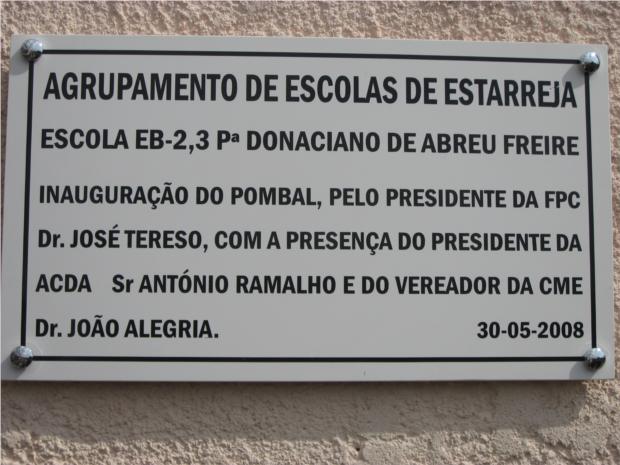 AGRUPAMENTO DE ESCOLAS DE ESTARREJA
ESCOLA EB-2,3 Pª DONACIANO DE ABREU FREIRE
INAUGURAÇÃO DO POMBAL, PELO PRESIDENTE DA FPC
Dr. JOSÉ TERESO, COM A PRESENÇA DO PRESIDENTE DA
ACDA Sr ANTÓNIO RAMALHO E DO VEREADOR DA CME
Dr. JOÃO ALEGRIA. 30-05-2008